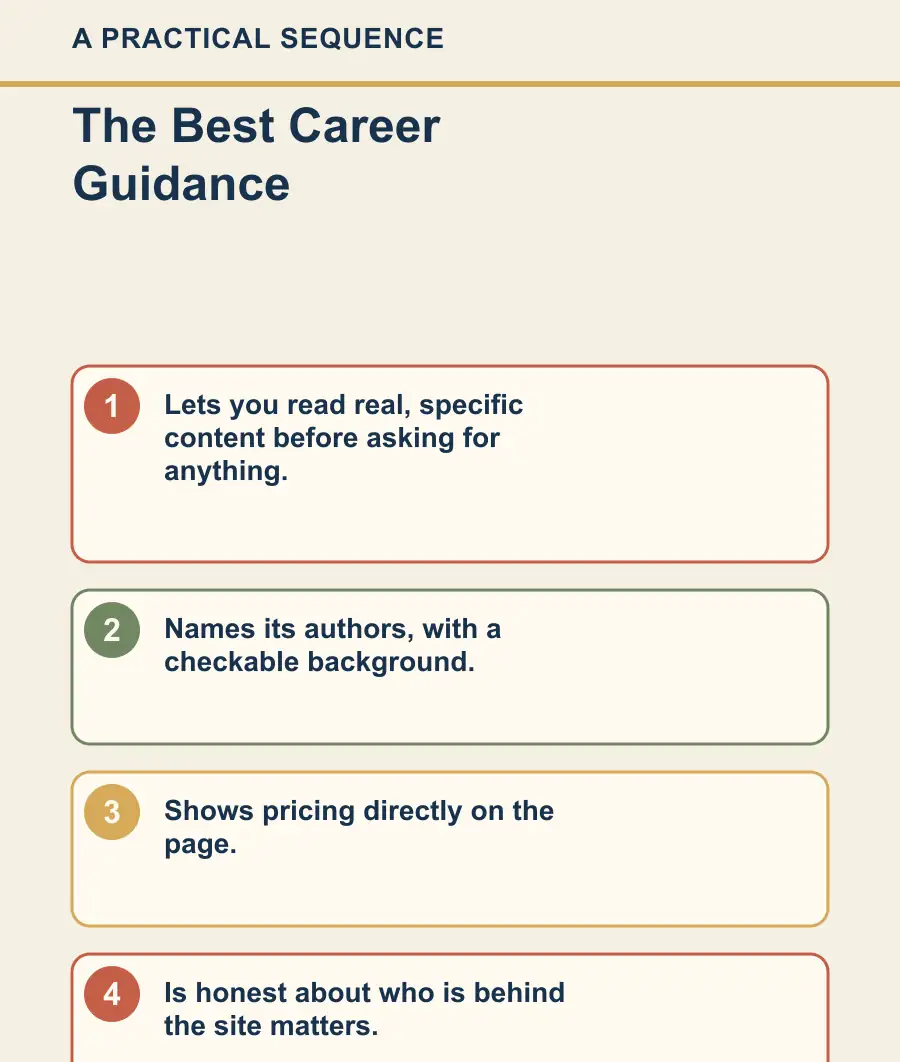 A PRACTICAL SEQUENCE
The Best Career
Guidance
1
Lets you read real, specific
content before asking for
anything.
2
Names its authors, with a
checkable background.
3
Shows pricing directly on the
page.
4
Is honest about who is behind
the site matters.